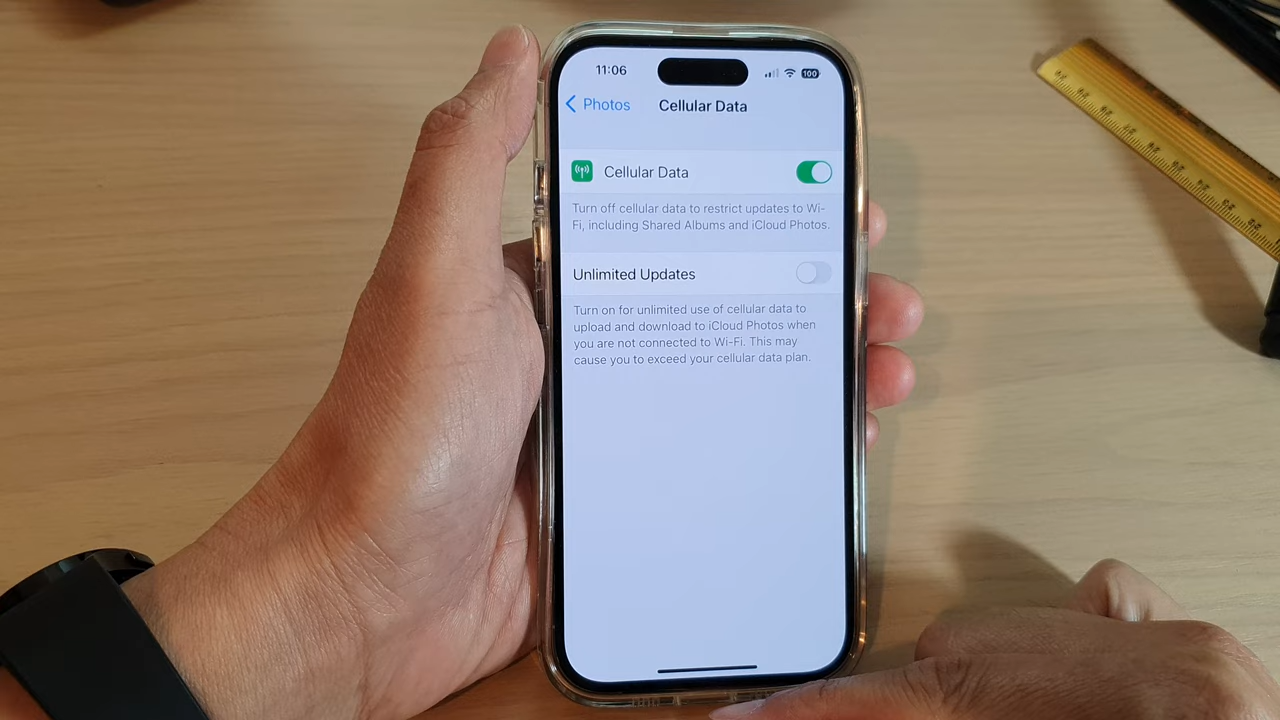 11:06
100
Photos
Cellular Data
Cellular Data
Turn off cellular data to restrict updates to Wi-
Fi, including Shared Albums and iCloud Photos.
Unlimited Updates
Turn on for unlimited use of cellular data to
upload and download to iCloud Photos when
you are not connected to Wi-Fi. This may
cause you to exceed your cellular data plan.